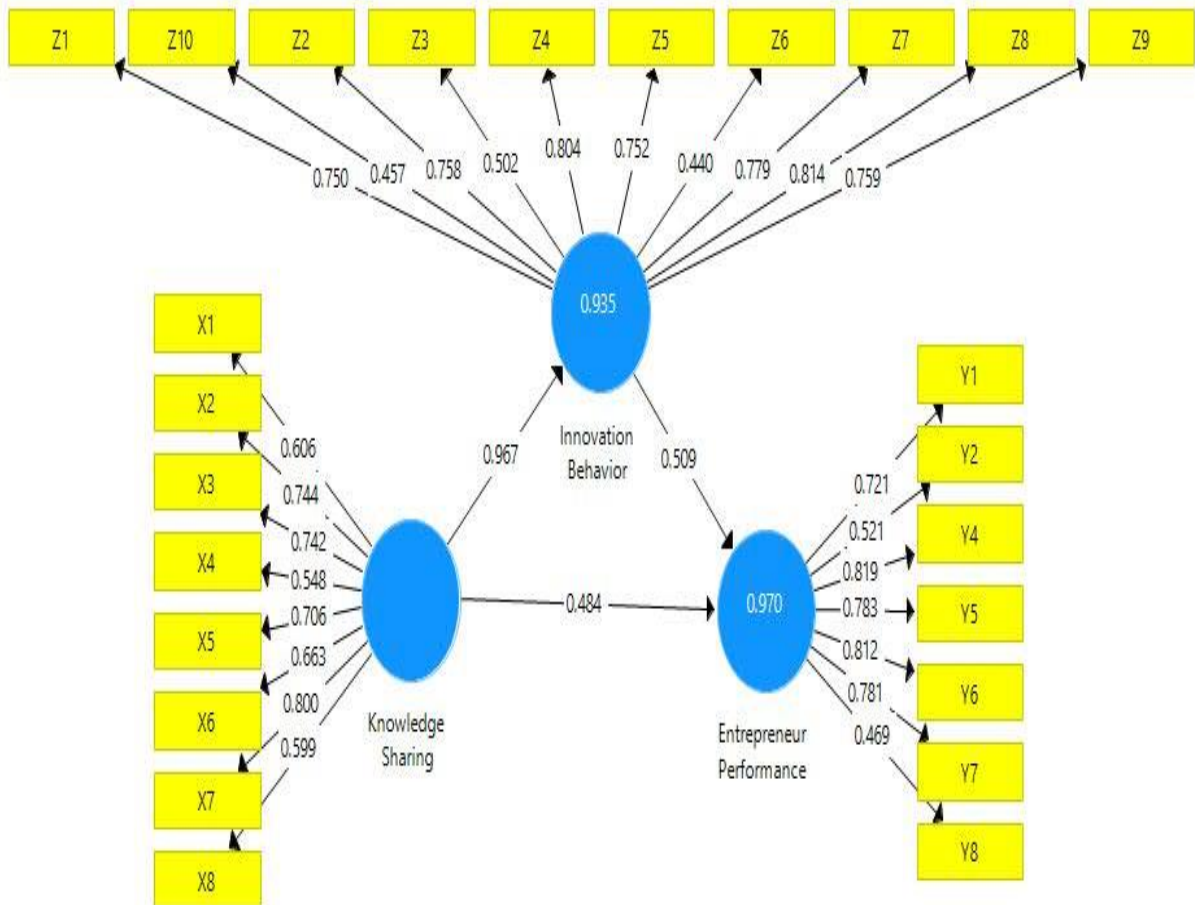 Z1 Z10 Z2 Z3 Z4 Z5 Z6 Z7 Z8 Z9
0.750 0.457 0.758 0.502 0.804 0.752 0.440 0.779 0.814 0.759
0.935
Innovation
Behavior
X1
X2
X3
X4
X5
X6
X7
X8
0.606
0.744
0.742
0.548
0.706
0.663
0.800
0.599
Knowledge
Sharing
0.967
0.509
0.484
0.970
Entrepreneur
Performance
0.721
0.521
0.819
0.783
0.812
0.781
0.469
Y1
Y2
Y4
Y5
Y6
Y7
Y8